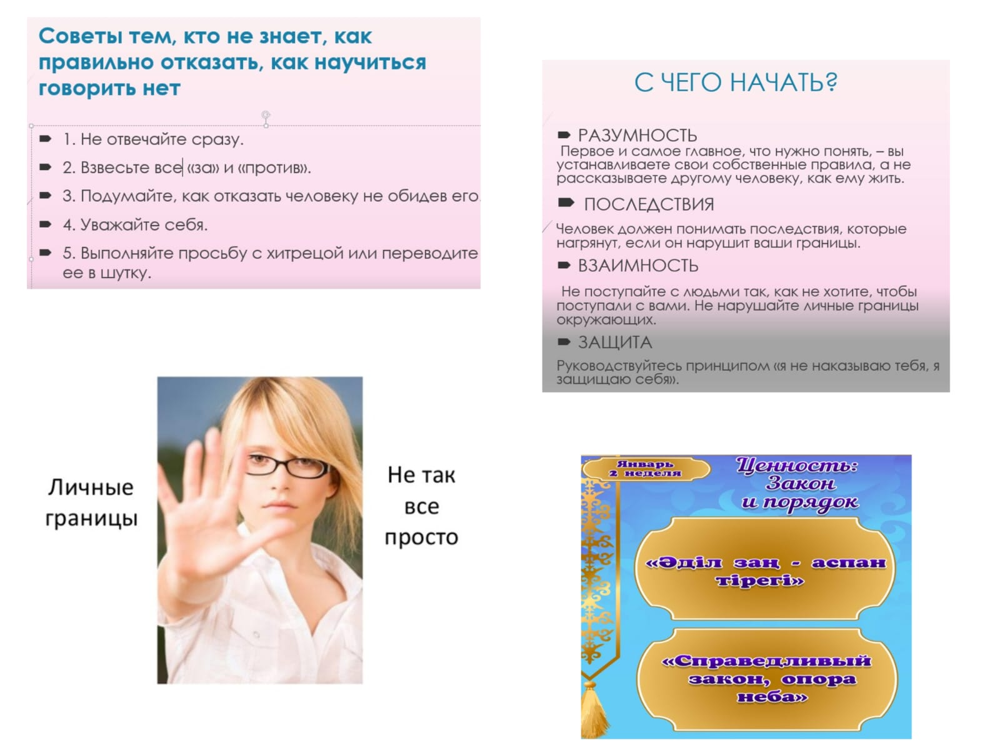 Советы тем, кто не знает, как
правильно отказать, как научиться
говорить нет
1. Не отвечайте сразу.
2. Взвесьте все «за» и «против».
3. Подумайте, как отказать человеку не обидев его.
4. Уважайте себя.
5. Выполняйте просьбу с хитрецой или переводите
ее в шутку.
С ЧЕГО НАЧАТЬ?
РАЗУМНОСТЬ
Первое и самое главное, что нужно понять, – вы
устанавливаете свои собственные правила, а не
рассказываете другому человеку, как ему жить.
ПОСЛЕДСТВИЯ
Человек должен понимать последствия, которые
нагрянут, если он нарушит ваши границы.
ВЗАИМНОСТЬ
Не поступайте с людьми так, как не хотите, чтобы
поступали с вами. Не нарушайте личные границы
окружающих.
ЗАЩИТА
Руководствуйтесь принципом «я не наказываю тебя, я
защищаю себя».
Личные
границы
Не так
все
просто
Январь
2 неделя
Ценность:
Закон
и порядок
«Әділ заң - аспан
тірегі»
«Справедливый
закон, опора
неба»